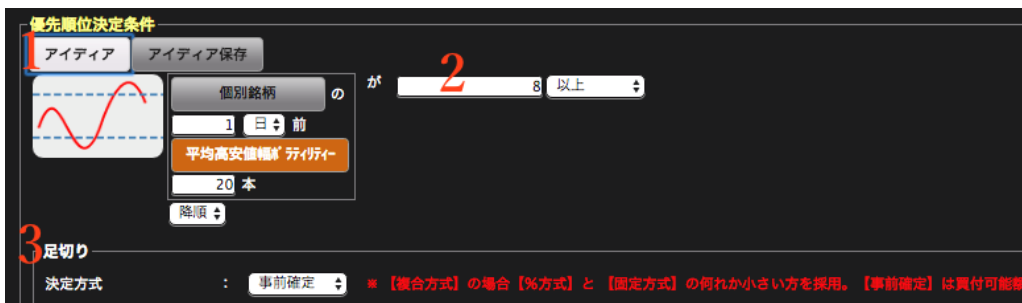 優先順位決定条件
1
アイディア アイディア保存
個別銘柄 の が 2 8 以上
1 日 前
平均高安値幅ボラティリティー
20 本
降順
3
足切り
決定方式 : 事前確定 ※ 【複合方式】の場合【%方式】と 【固定方式】の何れか小さい方を採用。【事前確定】は買付可能